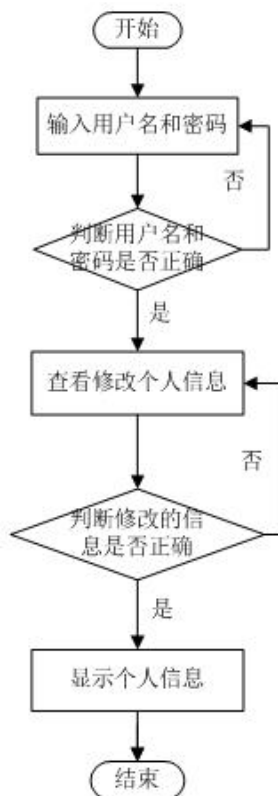 开始
输入用户名和密码
否
判断用户名和
密码是否正确
是
查看修改个人信息
否
判断修改的信
息是否正确
是
显示个人信息
结束